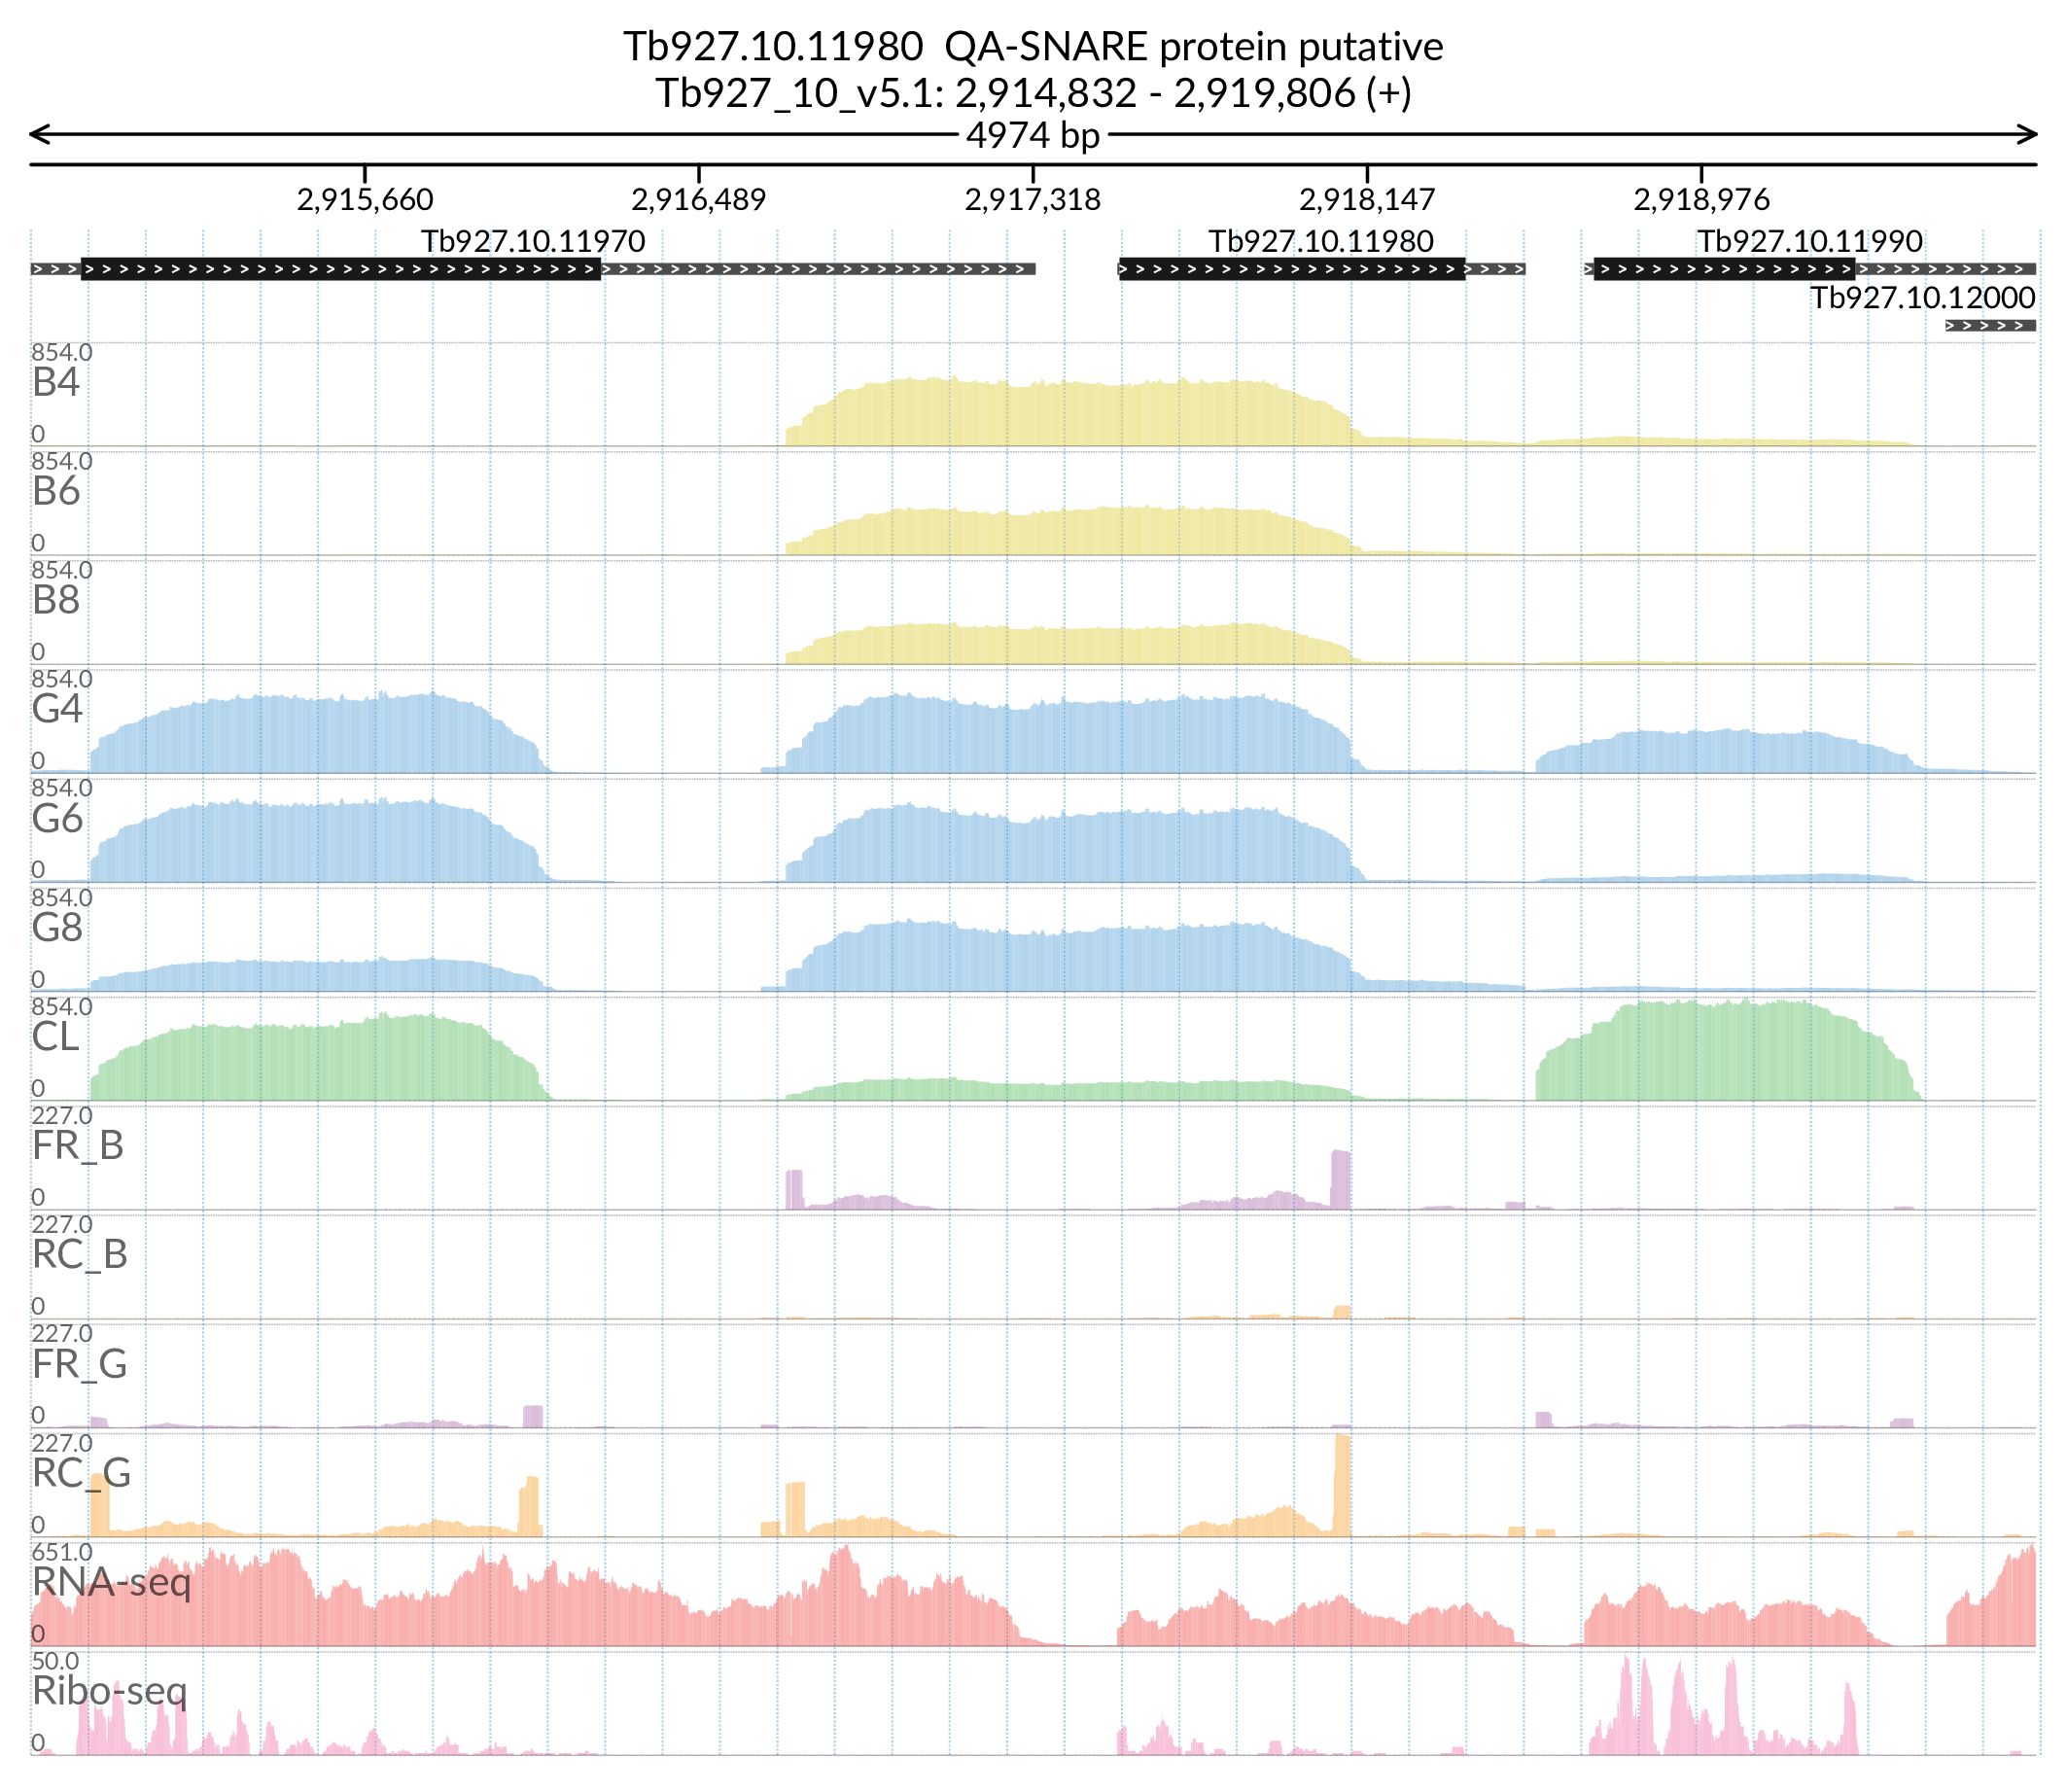 Tb927.10.11980 QA-SNARE protein putative
Tb927_10_v5.1: 2,914,832 - 2,919,806 (+)
4974 bp
2,915,660 2,916,489 2,917,318 2,918,147 2,918,976
Tb927.10.11970 Tb927.10.11980 Tb927.10.11990
Tb927.10.12000
854.0
B4
0
854.0
B6
0
854.0
B8
0
854.0
G4
0
854.0
G6
0
854.0
G8
0
854.0
CL
0
227.0
FR_B
0
227.0
RC_B
0
227.0
FR_G
0
227.0
RC_G
0
651.0
RNA-seq
0
50.0
Ribo-seq
0